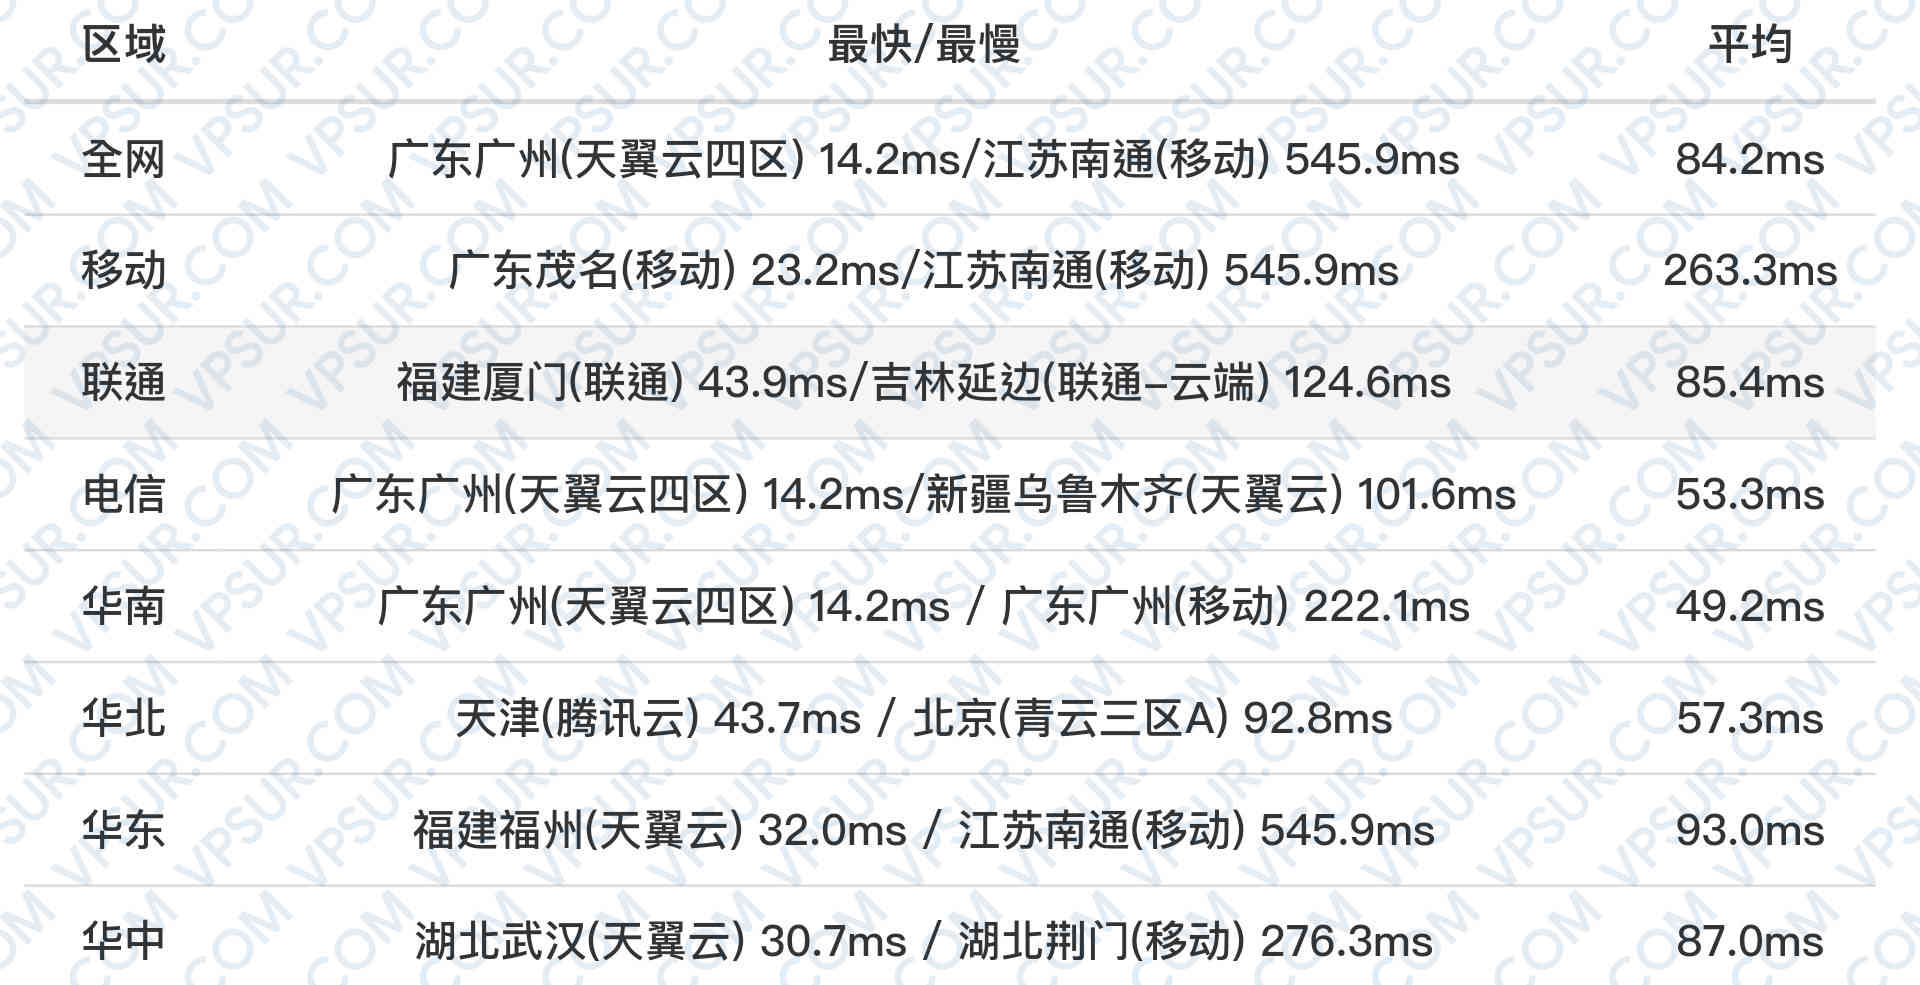 区域 最快/最慢 平均
全网 广东广州(天翼云四区) 14.2ms/江苏南通(移动) 545.9ms 84.2ms
移动 广东茂名(移动) 23.2ms/江苏南通(移动) 545.9ms 263.3ms
联通 福建厦门(联通) 43.9ms/吉林延边(联通-云端) 124.6ms 85.4ms
电信 广东广州(天翼云四区) 14.2ms/新疆乌鲁木齐(天翼云) 101.6ms 53.3ms
华南 广东广州(天翼云四区) 14.2ms / 广东广州(移动) 222.1ms 49.2ms
华北 天津(腾讯云) 43.7ms / 北京(青云三区A) 92.8ms 57.3ms
华东 福建福州(天翼云) 32.0ms / 江苏南通(移动) 545.9ms 93.0ms
华中 湖北武汉(天翼云) 30.7ms / 湖北荆门(移动) 276.3ms 87.0ms
VPSUR.COM